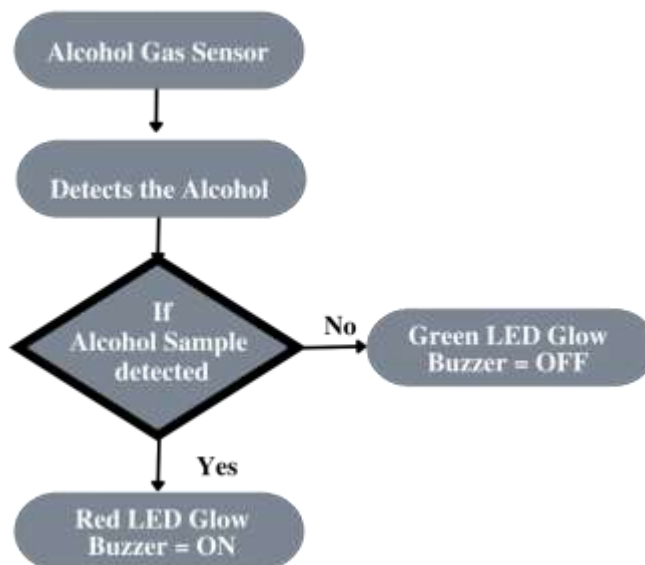 Alcohol Gas Sensor
Detects the Alcohol
If
Alcohol Sample
detected
No
Green LED Glow
Buzzer = OFF
Yes
Red LED Glow
Buzzer = ON